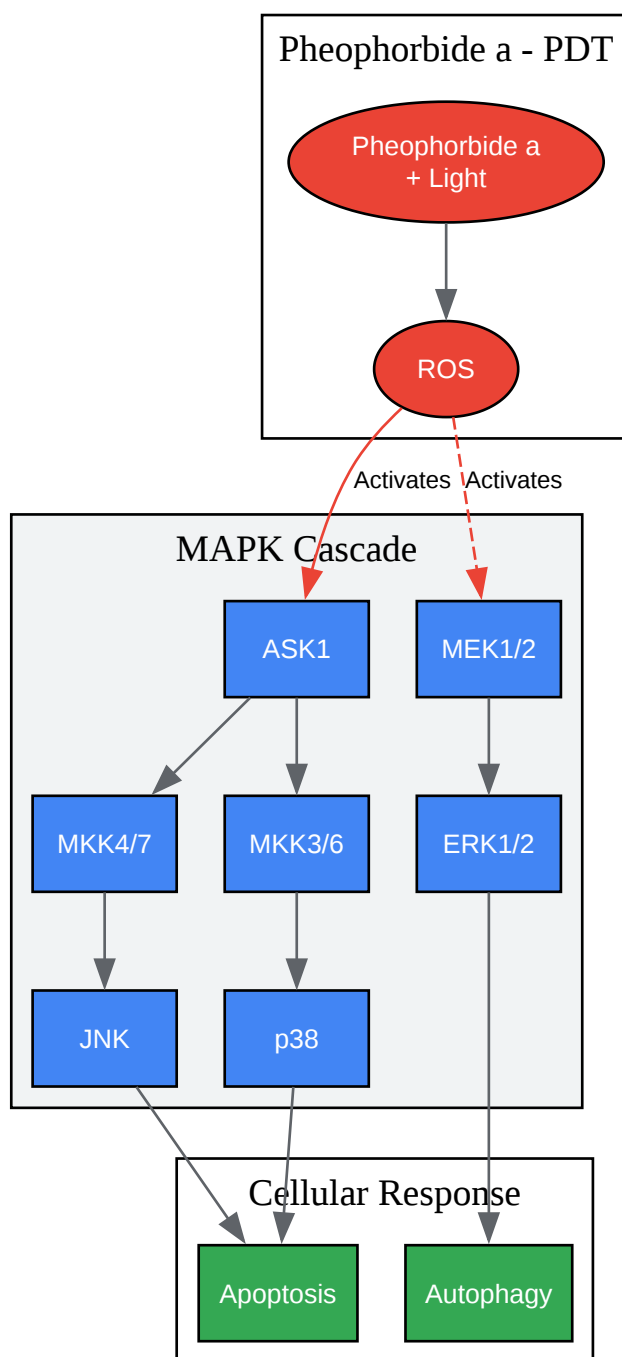 Pheophorbide a - PDT
Pheophorbide a
+ Light
ROS
Activates
Activates
MAPK Cascade
ASK1
MEK1/2
MKK4/7
MKK3/6
ERK1/2
JNK
p38
Cellular Response
Apoptosis
Autophagy